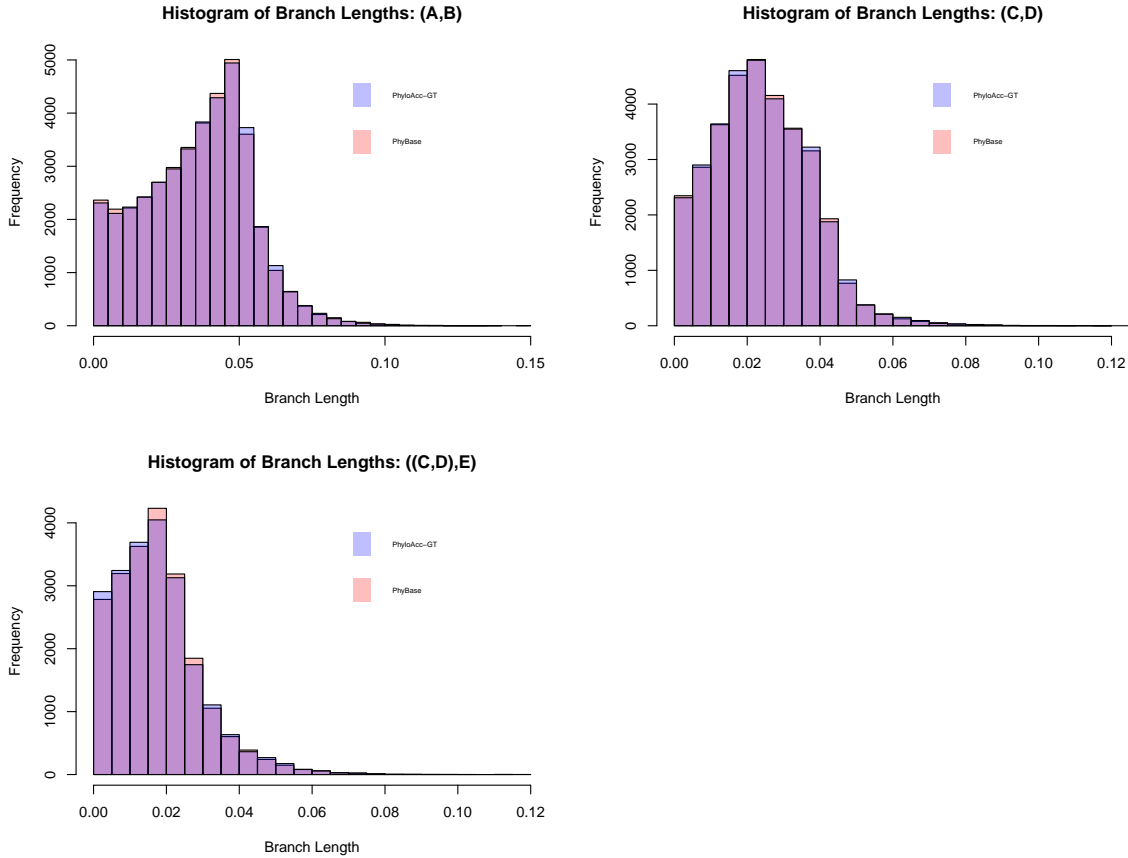 Histogram of Branch Lengths: (A,B)
Frequency
5000
4000
3000
2000
1000
0
PhyloAcc-GT
PhyBase
0.00 0.05 0.10 0.15
Branch Length
Histogram of Branch Lengths: (C,D)
Frequency
4000
3000
2000
1000
0
PhyloAcc-GT
PhyBase
0.00 0.02 0.04 0.06 0.08 0.10 0.12
Branch Length
Histogram of Branch Lengths: ((C,D),E)
Frequency
4000
3000
2000
1000
0
PhyloAcc-GT
PhyBase
0.00 0.02 0.04 0.06 0.08 0.10 0.12
Branch Length